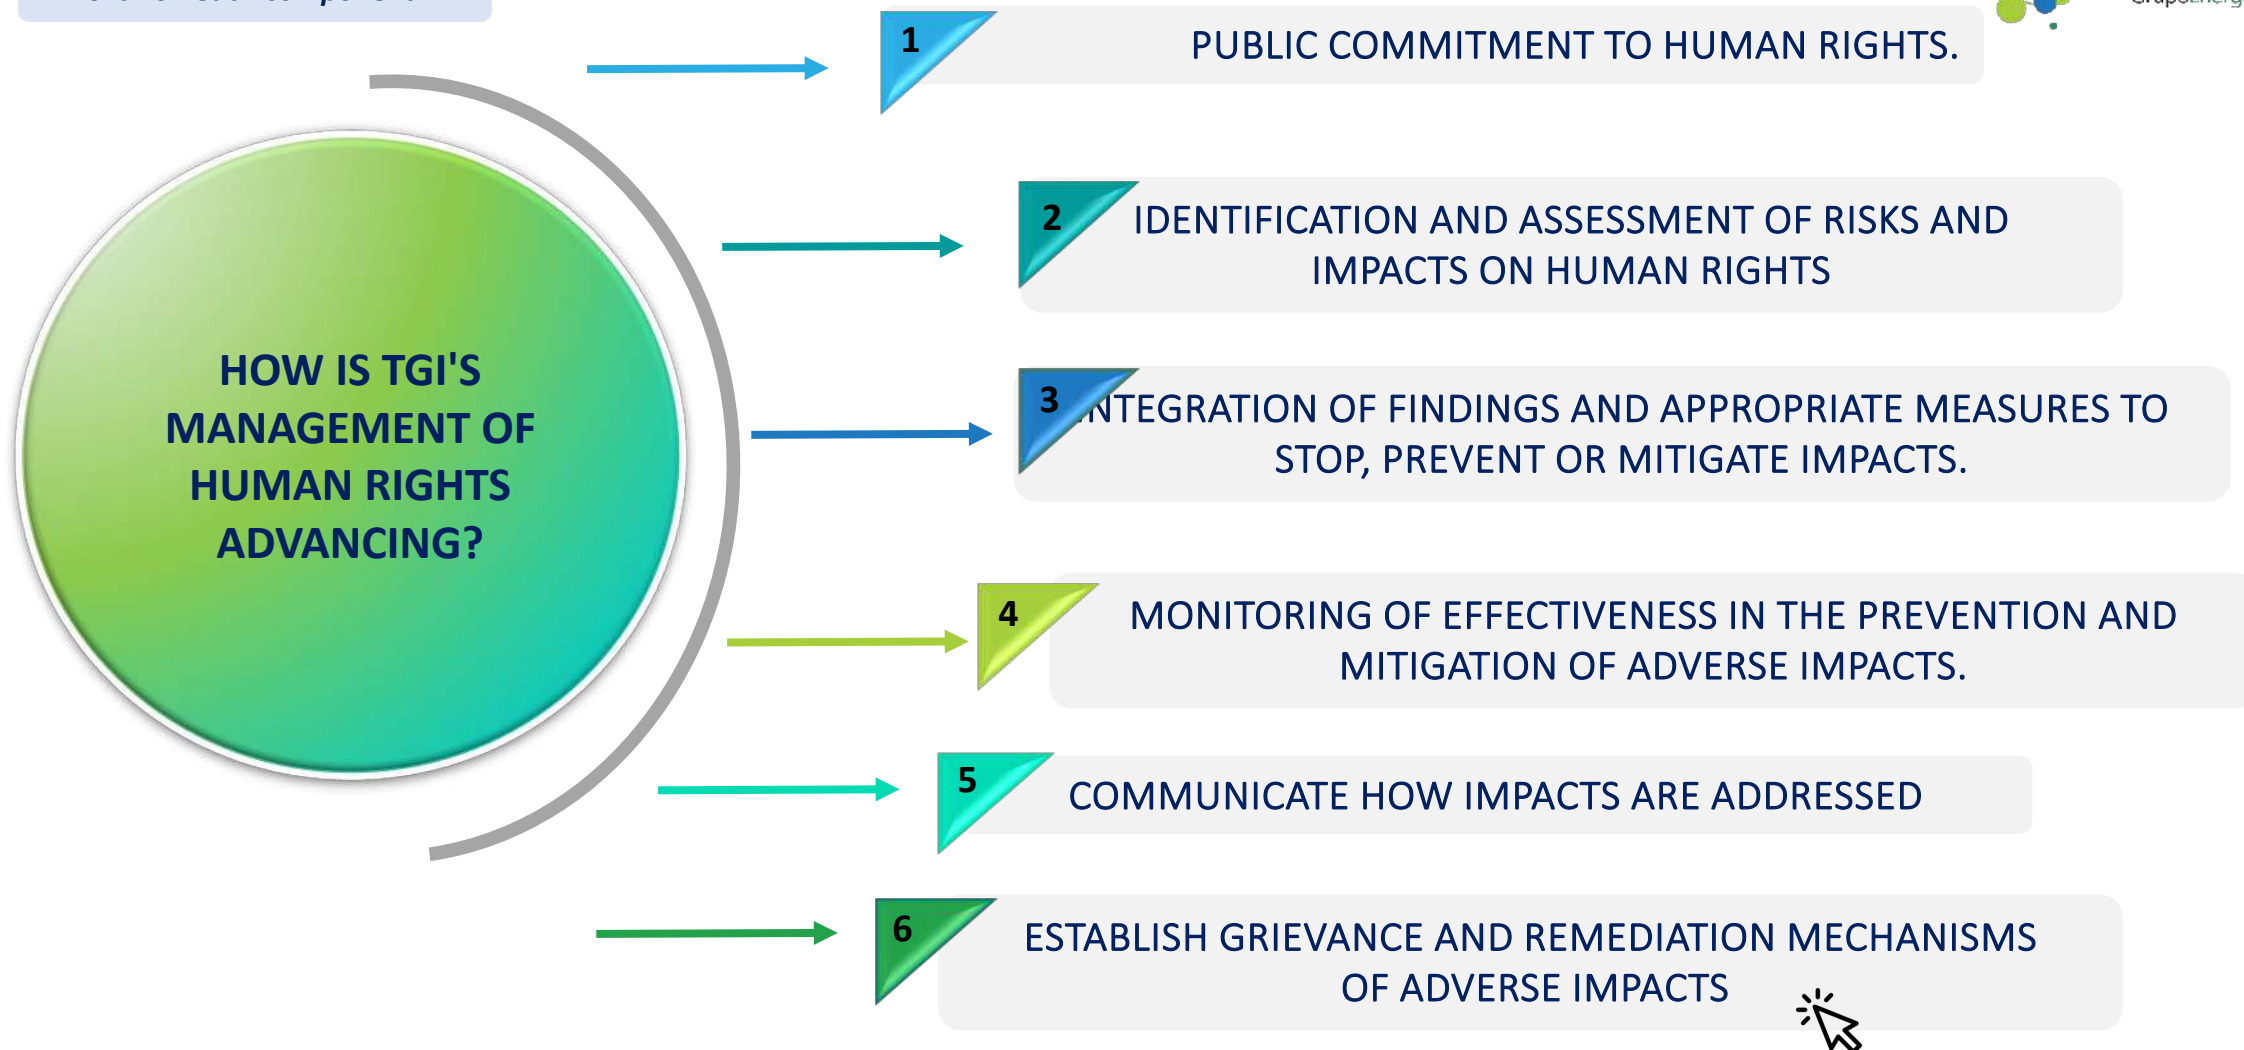 1
PUBLIC COMMITMENT TO HUMAN RIGHTS.
2
IDENTIFICATION AND ASSESSMENT OF RISKS AND
IMPACTS ON HUMAN RIGHTS
HOW IS TGI'S
MANAGEMENT OF
HUMAN RIGHTS
ADVANCING?
3
NTEGRATION OF FINDINGS AND APPROPRIATE MEASURES TO
STOP, PREVENT OR MITIGATE IMPACTS.
4
MONITORING OF EFFECTIVENESS IN THE PREVENTION AND
MITIGATION OF ADVERSE IMPACTS.
5
COMMUNICATE HOW IMPACTS ARE ADDRESSED
6
ESTABLISH GRIEVANCE AND REMEDIATION MECHANISMS
OF ADVERSE IMPACTS